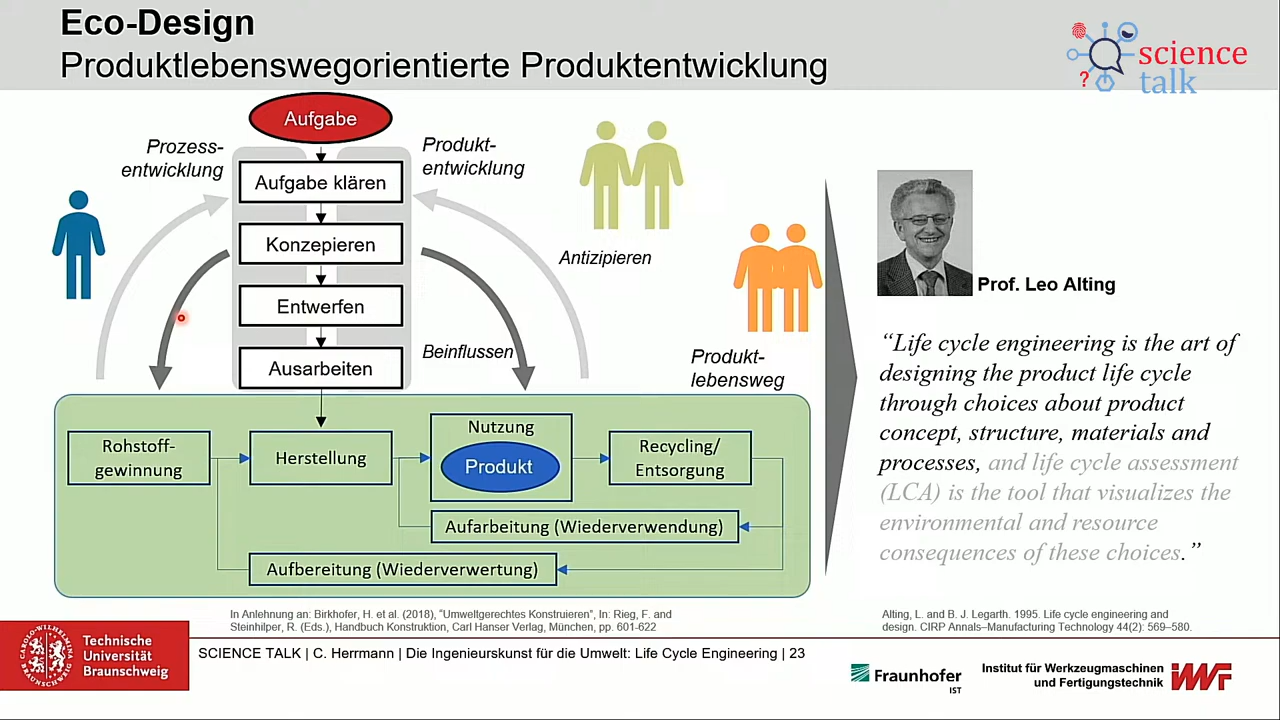 Eco-Design
Produktlebenswegorientierte Produktentwicklung
science
talk
?
Aufgabe
Prozess-
entwicklung
Produkt-
entwicklung
Aufgabe klären
Konzepieren
Entwerfen
Ausarbeiten
Antizipieren
Beinflussen
Produkt-
lebensweg
Rohstoff-
gewinnung
Herstellung
Nutzung
Produkt
Recycling/
Entsorgung
Aufarbeitung (Wiederverwendung)
Aufbereitung (Wiederverwertung)
Prof. Leo Alting
“Life cycle engineering is the art of
designing the product life cycle
through choices about product
concept, structure, materials and
processes, and life cycle assessment
(LCA) is the tool that visualizes the
environmental and resource
consequences of these choices.”
In Anlehnung an: Birkhofer, H. et al. (2018), “Umweltgerechtes Konstruieren”, In: Rieg, F. and
Steinhilper, R. (Eds.), Handbuch Konstruktion, Carl Hanser Verlag, München, pp. 601-622
Alting, L. and B. J. Legarth. 1995. Life cycle engineering and
design. CIRP Annals–Manufacturing Technology 44(2): 569–580.
CAROLO-WILHELMINA
BRAUNSCHWEIG
Technische
Universität
Braunschweig
SCIENCE TALK | C. Herrmann | Die Ingenieurskunst für die Umwelt: Life Cycle Engineering | 23
Fraunhofer
IST
Institut für Werkzeugmaschinen
und Fertigungstechnik
IWF